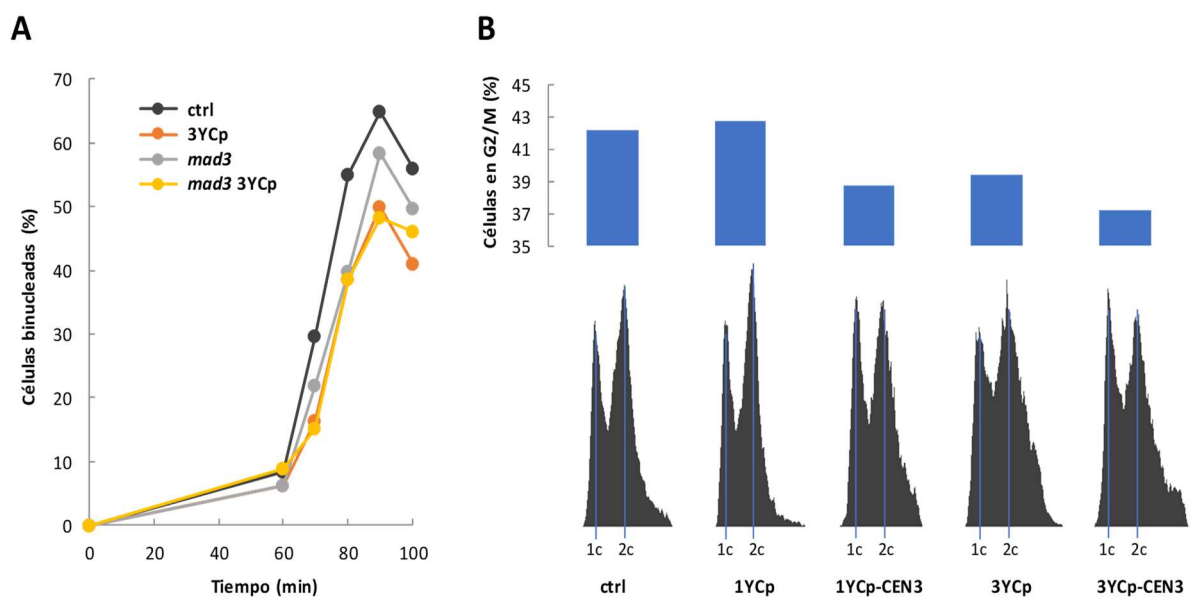 A
Células binucleadas (%)
70
60
50
40
30
20
10
0
0 20 40 60 80 100
Tiempo (min)
ctrl
3YCp
mad3
mad3 3YCp
B
Células en G2/M (%)
45
43
41
39
37
35
1c 2c 1c 2c 1c 2c 1c 2c 1c 2c
ctrl 1YCp 1YCp-CEN3 3YCp 3YCp-CEN3